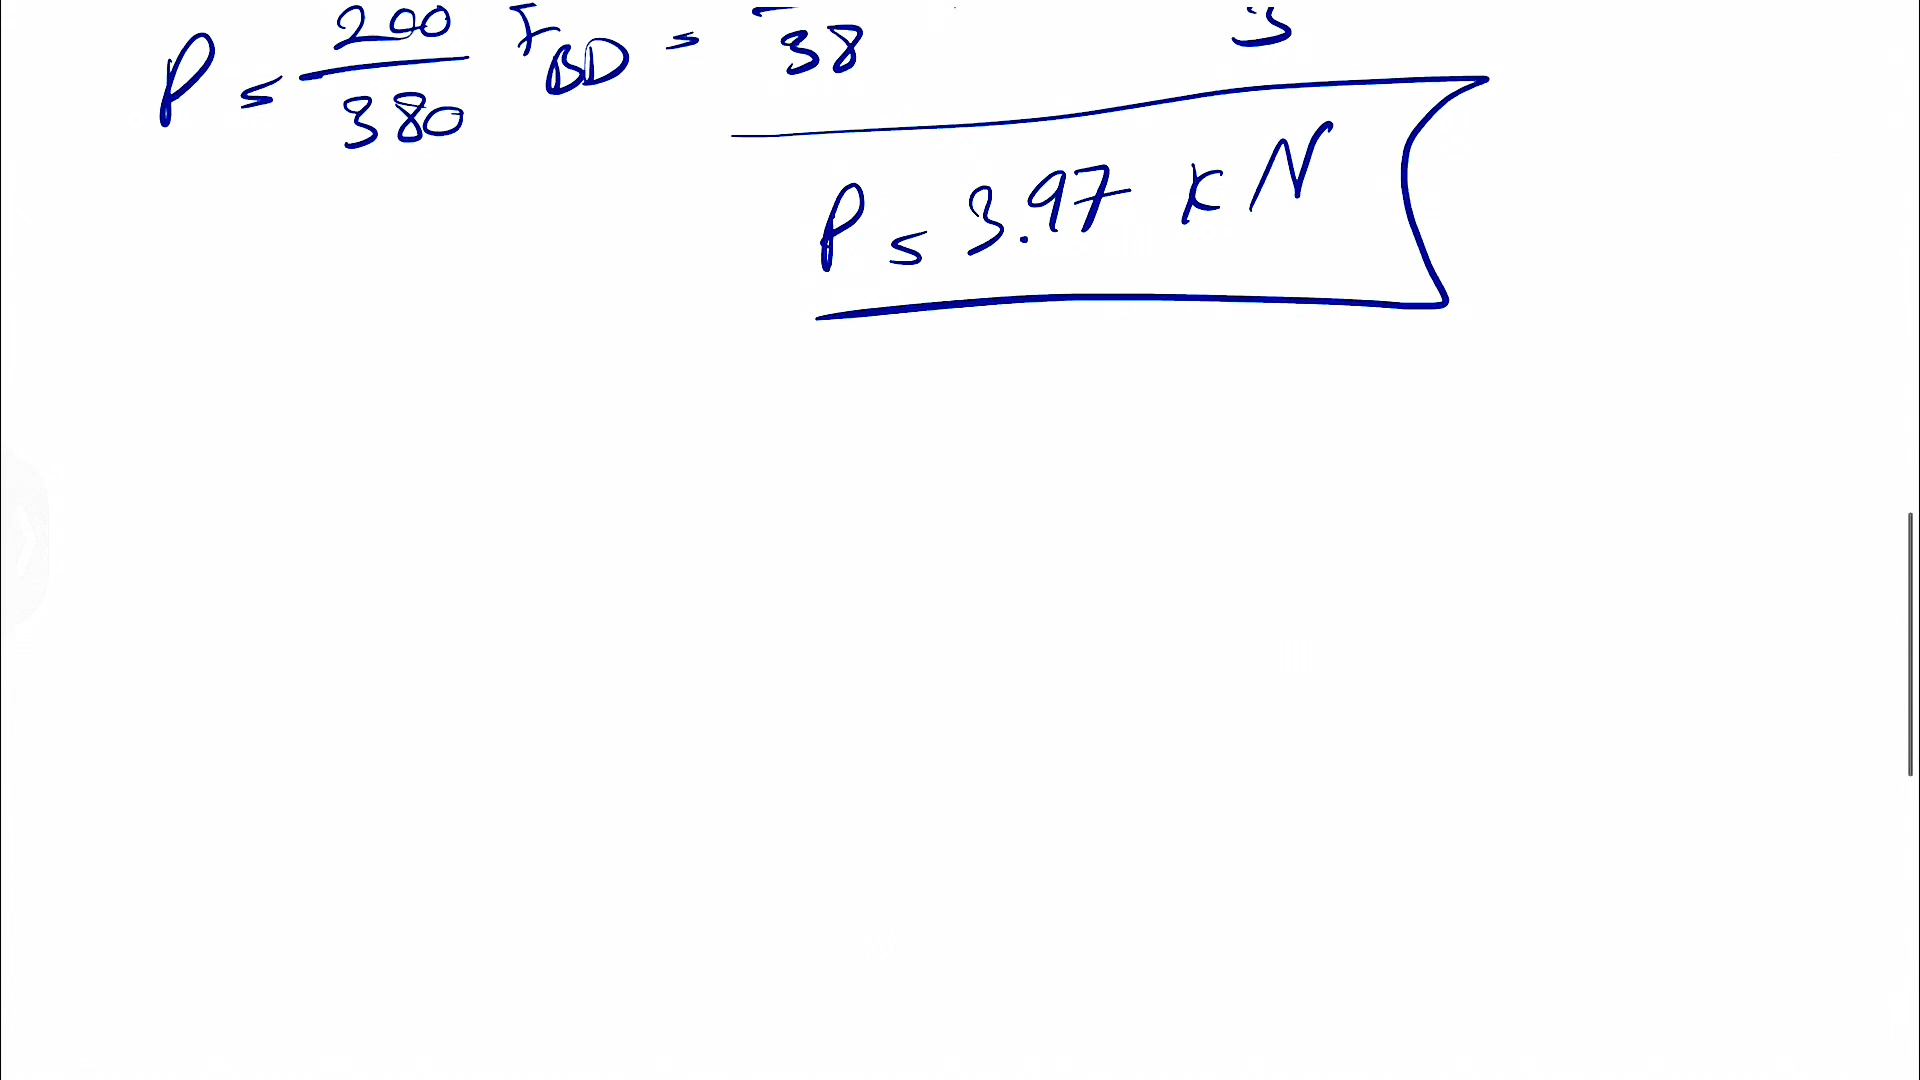 P = 200/380 F_BD = 38
P = 3.97 kN